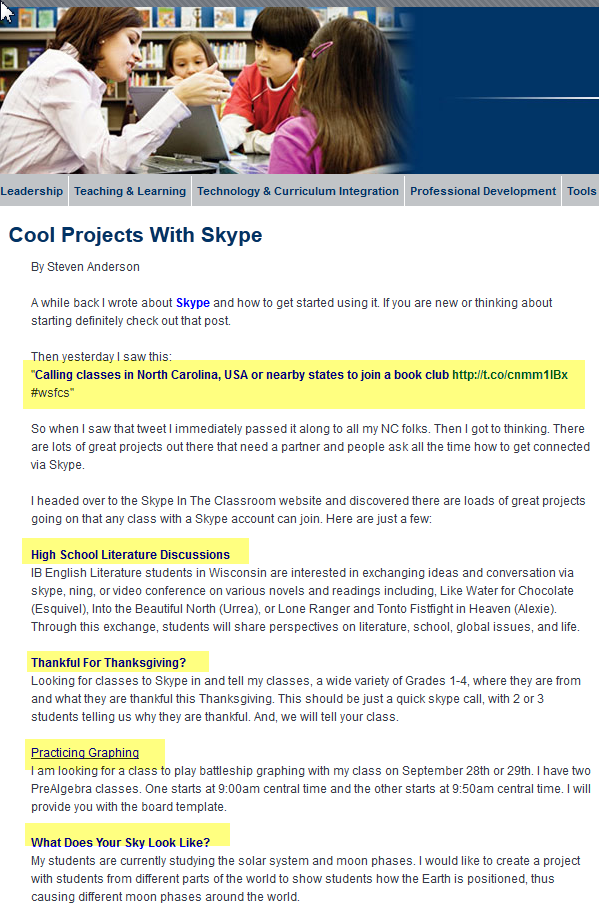 Leadership Teaching & Learning Technology & Curriculum Integration Professional Development Tools
Cool Projects With Skype
By Steven Anderson
A while back I wrote about Skype and how to get started using it. If you are new or thinking about
starting definitely check out that post.
Then yesterday I saw this:
"Calling classes in North Carolina, USA or nearby states to join a book club http://t.co/cnmm1IBx
#wsfcs"
So when I saw that tweet I immediately passed it along to all my NC folks. Then I got to thinking. There
are lots of great projects out there that need a partner and people ask all the time how to get connected
via Skype.
I headed over to the Skype In The Classroom website and discovered there are loads of great projects
going on that any class with a Skype account can join. Here are just a few:
High School Literature Discussions
IB English Literature students in Wisconsin are interested in exchanging ideas and conversation via
skype, ning, or video conference on various novels and readings including, Like Water for Chocolate
(Esquivel), Into the Beautiful North (Urrea), or Lone Ranger and Tonto Fistfight in Heaven (Alexie).
Through this exchange, students will share perspectives on literature, school, global issues, and life.
Thankful For Thanksgiving?
Looking for classes to Skype in and tell my classes, a wide variety of Grades 1-4, where they are from
and what they are thankful this Thanksgiving. This should be just a quick skype call, with 2 or 3
students telling us why they are thankful. And, we will tell your class.
Practicing Graphing
I am looking for a class to play battleship graphing with my class on September 28th or 29th. I have two
PreAlgebra classes. One starts at 9:00am central time and the other starts at 9:50am central time. I will
provide you with the board template.
What Does Your Sky Look Like?
My students are currently studying the solar system and moon phases. I would like to create a project
with students from different parts of the world to show students how the Earth is positioned, thus
causing different moon phases around the world.